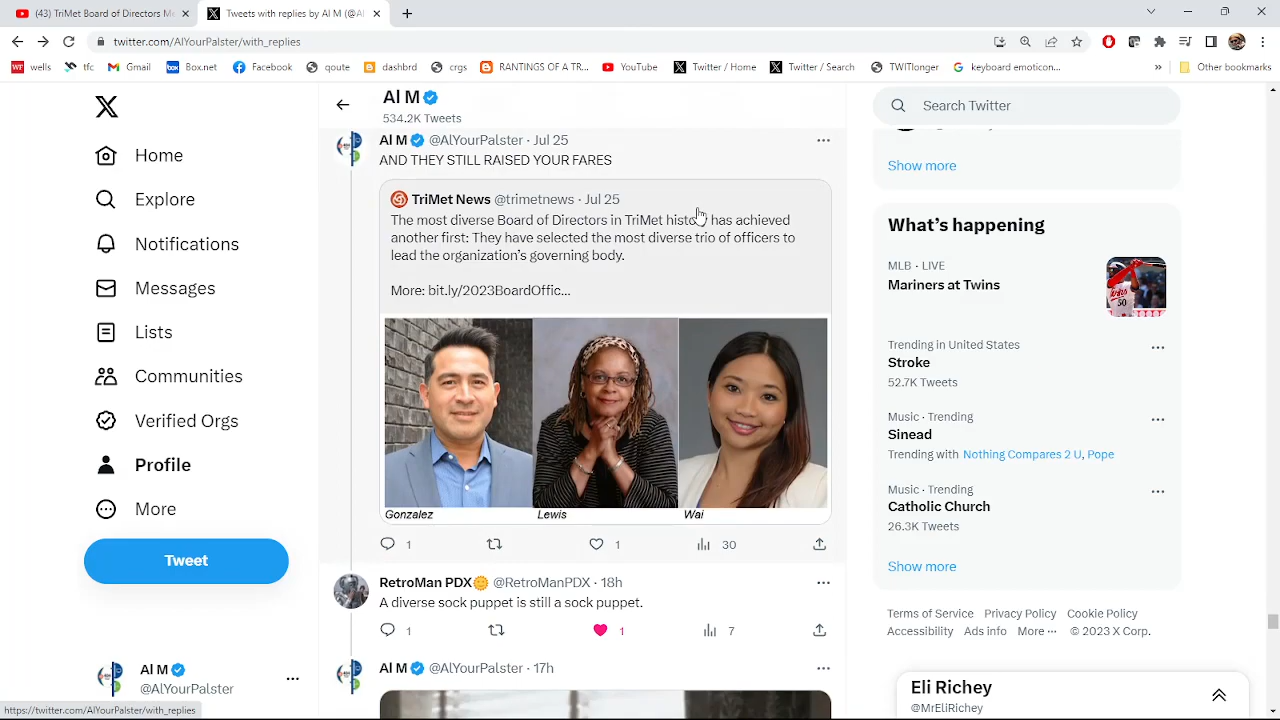 (43) TriMet Board of Directors Me
Tweets with replies by Al M (@Al
twitter.com/AlYourPalster/with_replies
wells
tfc
Gmail
Box.net
Facebook
qoute
dashbrd
crgs
RANTINGS OF A TR...
YouTube
Twitter / Home
Twitter / Search
TWITlonger
keyboard emoticon...
»
Other bookmarks
Home
Explore
Notifications
Messages
Lists
Communities
Verified Orgs
Profile
More
Tweet
Al M
@AlYourPalster
https://twitter.com/AlYourPalster/with_replies
Al M
534.2K Tweets
Al M @AlYourPalster · Jul 25
AND THEY STILL RAISED YOUR FARES
TriMet News @trimetnews · Jul 25
The most diverse Board of Directors in TriMet history has achieved
another first: They have selected the most diverse trio of officers to
lead the organization's governing body.
More: bit.ly/2023BoardOffic...
Gonzalez Lewis Wai
1 1 30
RetroMan PDX @RetroManPDX · 18h
A diverse sock puppet is still a sock puppet.
1 1 7
Al M @AlYourPalster · 17h
Search Twitter
Show more
What's happening
MLB · LIVE
Mariners at Twins
Trending in United States
Stroke
52.7K Tweets
Music · Trending
Sinead
Trending with Nothing Compares 2 U, Pope
Music · Trending
Catholic Church
26.3K Tweets
Show more
Terms of Service Privacy Policy Cookie Policy
Accessibility Ads info More ··· © 2023 X Corp.
Eli Richey
@MrEliRichey